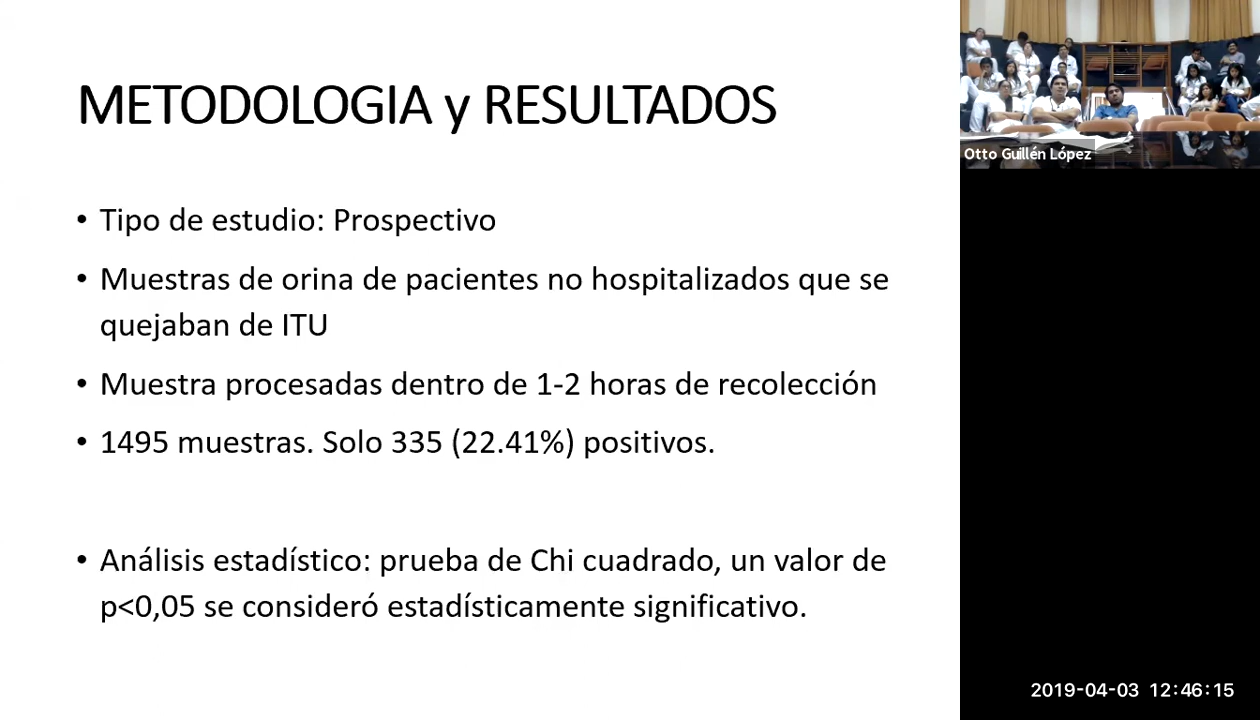 METODOLOGIA y RESULTADOS
• Tipo de estudio: Prospectivo
• Muestras de orina de pacientes no hospitalizados que se
quejaban de ITU
• Muestra procesadas dentro de 1-2 horas de recolección
• 1495 muestras. Solo 335 (22.41%) positivos.
• Análisis estadístico: prueba de Chi cuadrado, un valor de
p<0,05 se consideró estadísticamente significativo.
Otto Guillén López
2019-04-03 12:46:15